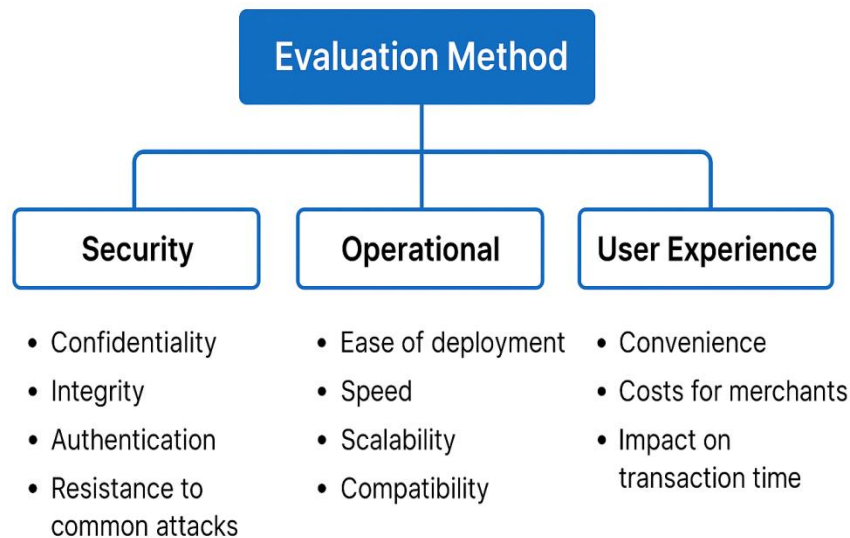 Evaluation Method
Security
• Confidentiality
• Integrity
• Authentication
• Resistance to
common attacks
Operational
• Ease of deployment
• Speed
• Scalability
• Compatibility
User Experience
• Convenience
• Costs for merchants
• Impact on
transaction time